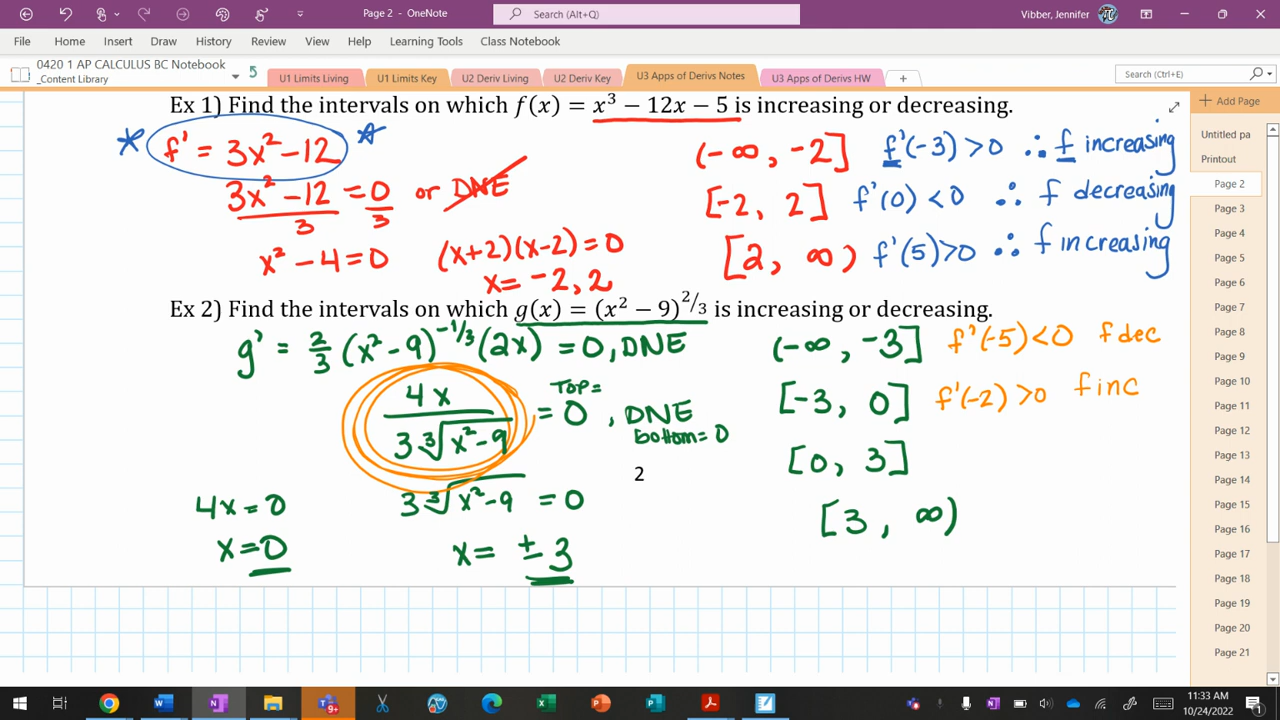 Page 2 - OneNote
Search (Alt+Q)
Vibber, Jennifer
File Home Insert Draw History Review View Help Learning Tools Class Notebook
0420 1 AP CALCULUS BC Notebook
_Content Library
U1 Limits Living
U1 Limits Key
U2 Deriv Living
U2 Deriv Key
U3 Apps of Derivs Notes
U3 Apps of Derivs HW
+
Search (Ctrl+E)
+ Add Page
Untitled pa
Printout
Page 2
Page 3
Page 4
Page 5
Page 6
Page 7
Page 8
Page 9
Page 10
Page 11
Page 12
Page 13
Page 14
Page 15
Page 16
Page 17
Page 18
Page 19
Page 20
Page 21
Ex 1) Find the intervals on which f(x) = x³ − 12x − 5 is increasing or decreasing.
f' = 3x² − 12
3x² − 12 = 0 or DNE
3 3
x² − 4 = 0 (x+2)(x−2) = 0
x = −2, 2
(−∞, −2] f'(−3) > 0 ∴ f increasing
[−2, 2] f'(0) < 0 ∴ f decreasing
[2, ∞) f'(5) > 0 ∴ f increasing
Ex 2) Find the intervals on which g(x) = (x² − 9)^2/3 is increasing or decreasing.
g' = 2/3 (x² − 9)^−1/3 (2x) = 0, DNE
4x
3∛x²−9
Top =
= 0, DNE
bottom = 0
4x = 0
x = 0
3∛x²−9 = 0
x = ± 3
(−∞, −3] f'(−5) < 0 f dec
[−3, 0] f'(−2) > 0 f inc
[0, 3]
[3, ∞)
2
9+
11:33 AM
10/24/2022
1